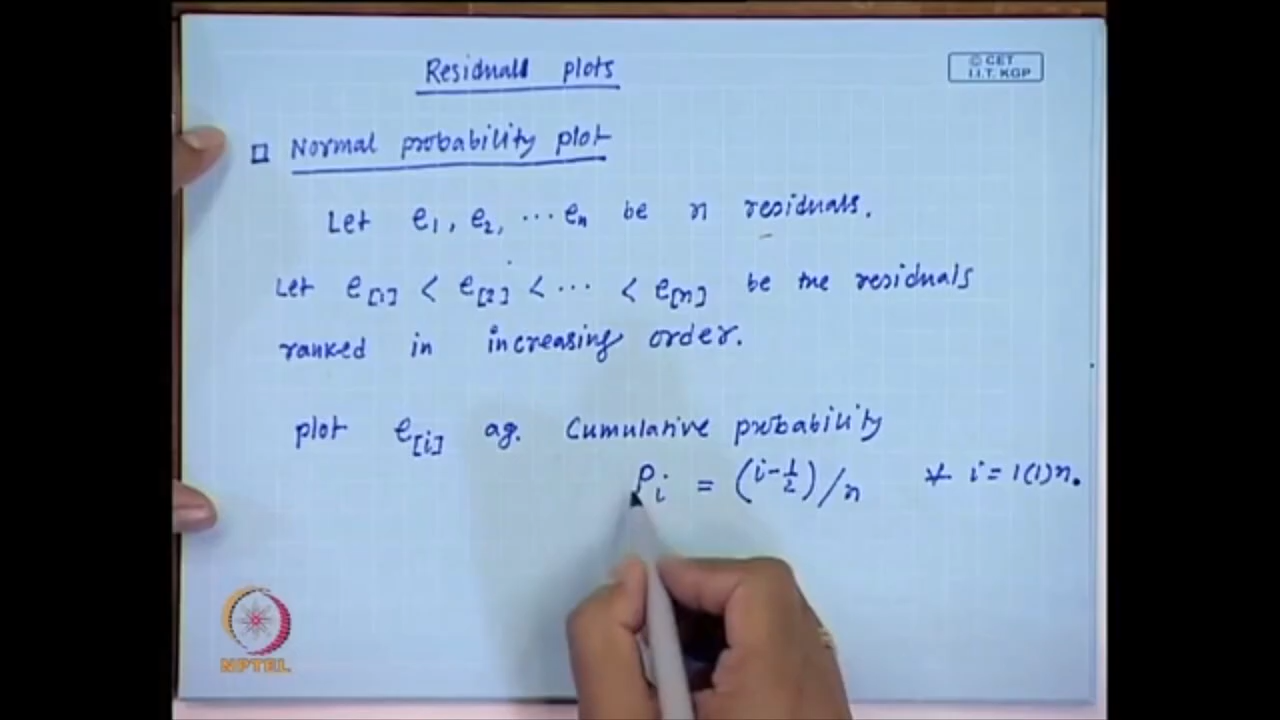 Residuall plots
© CET
I.I.T. KGP
Normal probability plot
Let e₁, e₂, ... eₙ be n residuals.
Let e[1] < e[2] < ... < e[n] be the residuals
ranked in increasing order.
plot e[i] ag. Cumulative probability
Pᵢ = (i-1/2)/n ∀ i = 1(1)n.
NPTEL